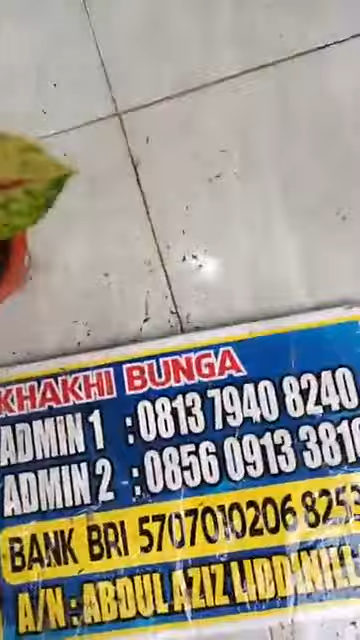 KHAKHI BUNGA
ADMIN 1 : 0813 7940 8240
ADMIN 2 : 0856 0913 381
BANK BRI 5707010206 825
A/N : ABDUL AZIZ